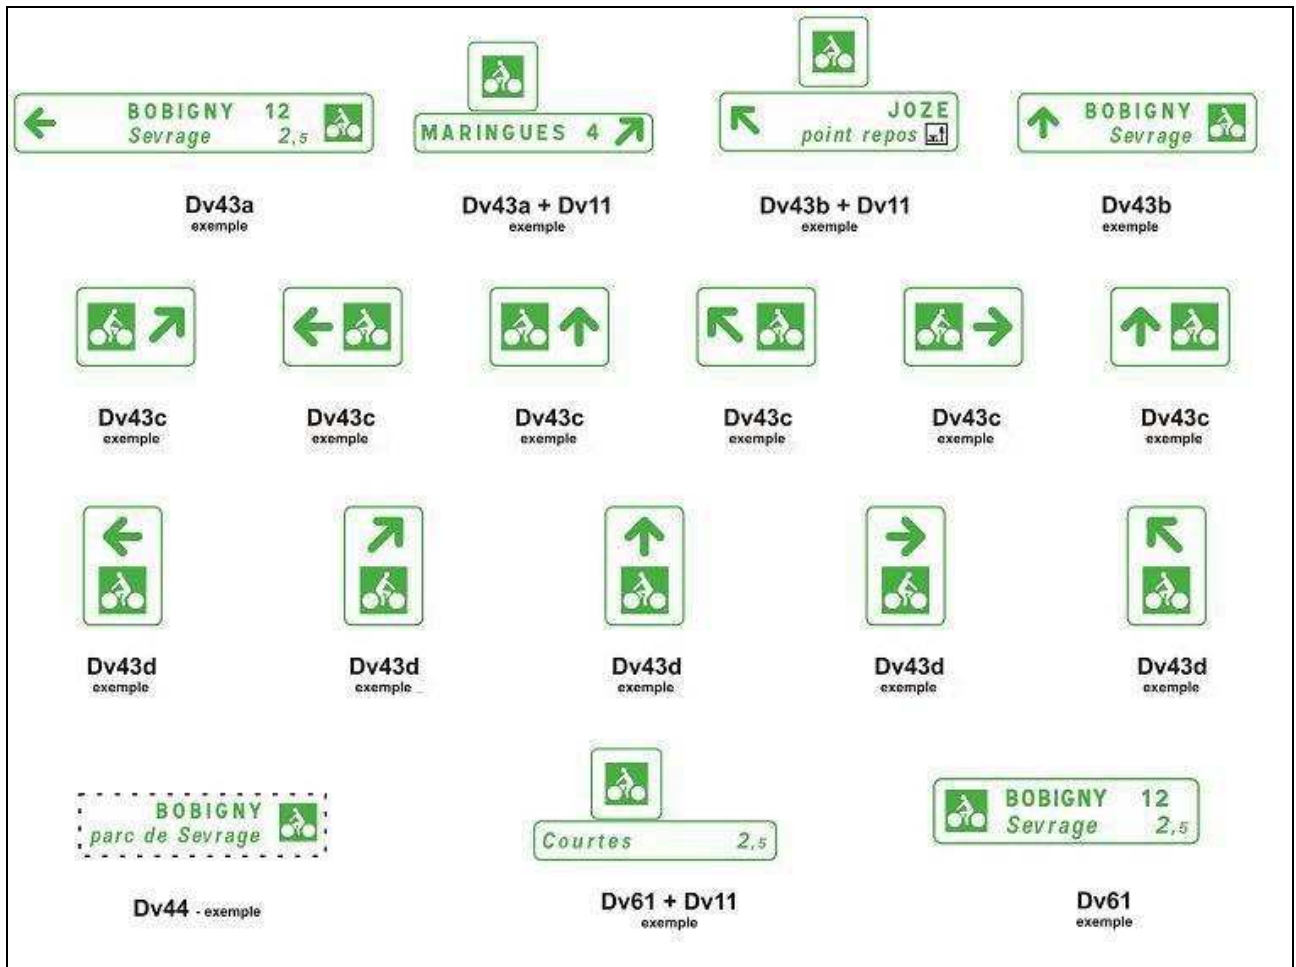 BOBIGNY 12
Sevrage 2,5
MARINGUES 4
JOZE
point repos
BOBIGNY
Sevrage
Dv43a
exemple
Dv43a + Dv11
exemple
Dv43b + Dv11
exemple
Dv43b
exemple
Dv43c
exemple
Dv43c
exemple
Dv43c
exemple
Dv43c
exemple
Dv43c
exemple
Dv43c
exemple
Dv43d
exemple
Dv43d
exemple
Dv43d
exemple
Dv43d
exemple
Dv43d
exemple
BOBIGNY
parc de Sevrage
Courtes 2,5
BOBIGNY 12
Sevrage 2,5
Dv44 - exemple
Dv61 + Dv11
exemple
Dv61
exemple